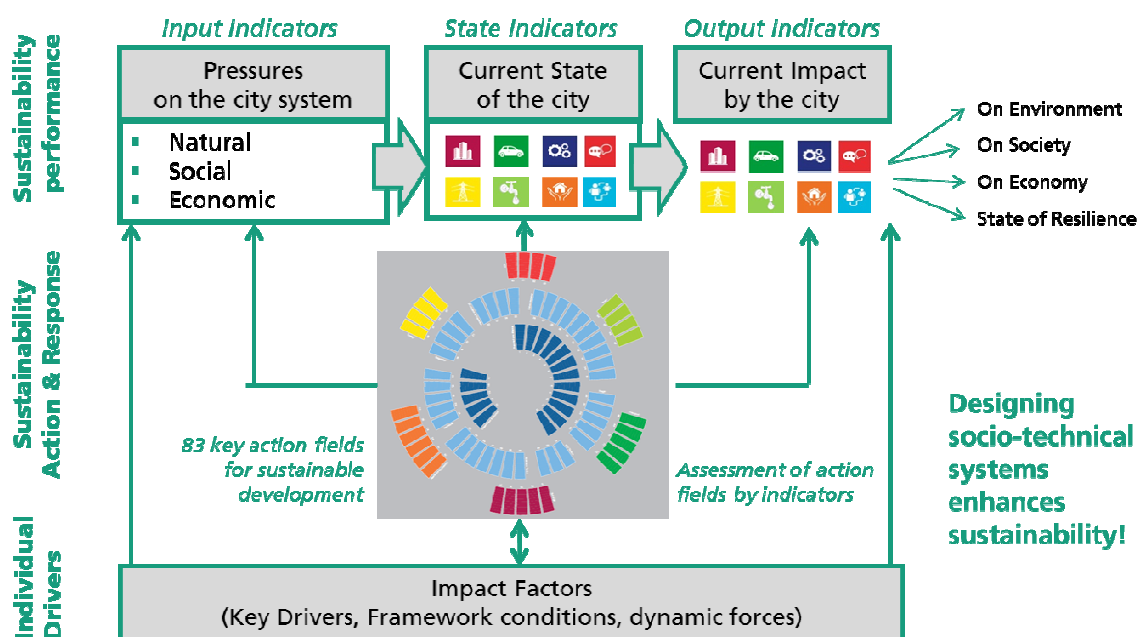 Input Indicators
State Indicators
Output Indicators
Sustainability
performance
Pressures
on the city system
Current State
of the city
Current Impact
by the city
Natural
Social
Economic
On Environment
On Society
On Economy
State of Resilience
Sustainability
Action & Response
83 key action fields
for sustainable
development
Assessment of action
fields by indicators
Designing
socio-technical
systems
enhances
sustainability!
Individual
Drivers
Impact Factors
(Key Drivers, Framework conditions, dynamic forces)